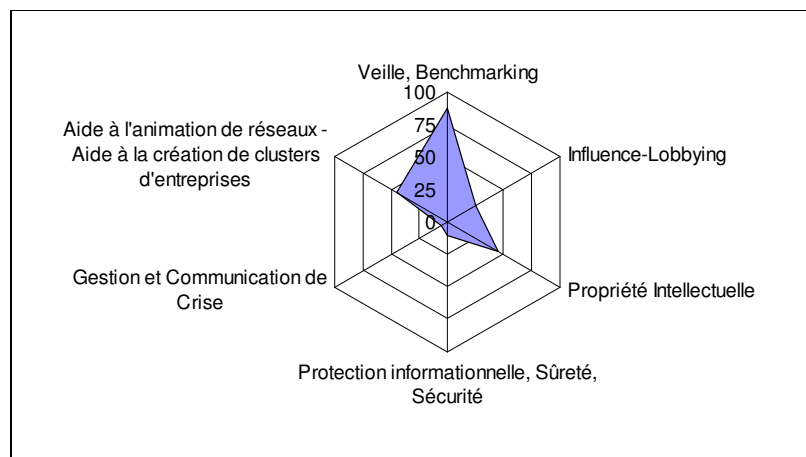 Veille, Benchmarking
100
75
50
25
0
Aide à l'animation de réseaux -
Aide à la création de clusters
d'entreprises
Influence-Lobbying
Gestion et Communication de
Crise
Propriété Intellectuelle
Protection informationnelle, Sûreté,
Sécurité